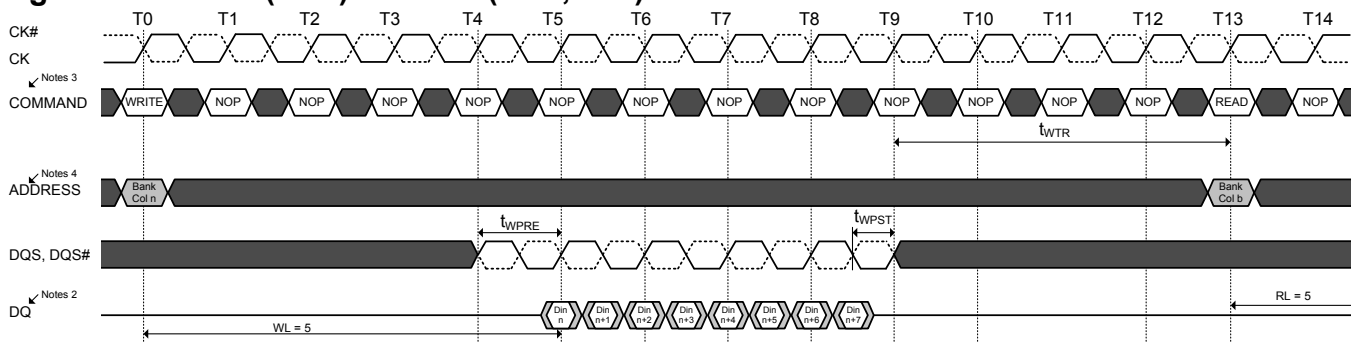 T0 T1 T2 T3 T4 T5 T6 T7 T8 T9 T10 T11 T12 T13 T14
CK#
CK
Notes 3
COMMAND WRITE NOP NOP NOP NOP NOP NOP NOP NOP NOP NOP NOP NOP READ NOP
tWTR
Notes 4
ADDRESS
Bank
Col n
Bank
Col b
tWPRE
tWPST
DQS, DQS#
Notes 2
DQ
Din
n
Din
n+1
Din
n+2
Din
n+3
Din
n+4
Din
n+5
Din
n+6
Din
n+7
RL = 5
WL = 5